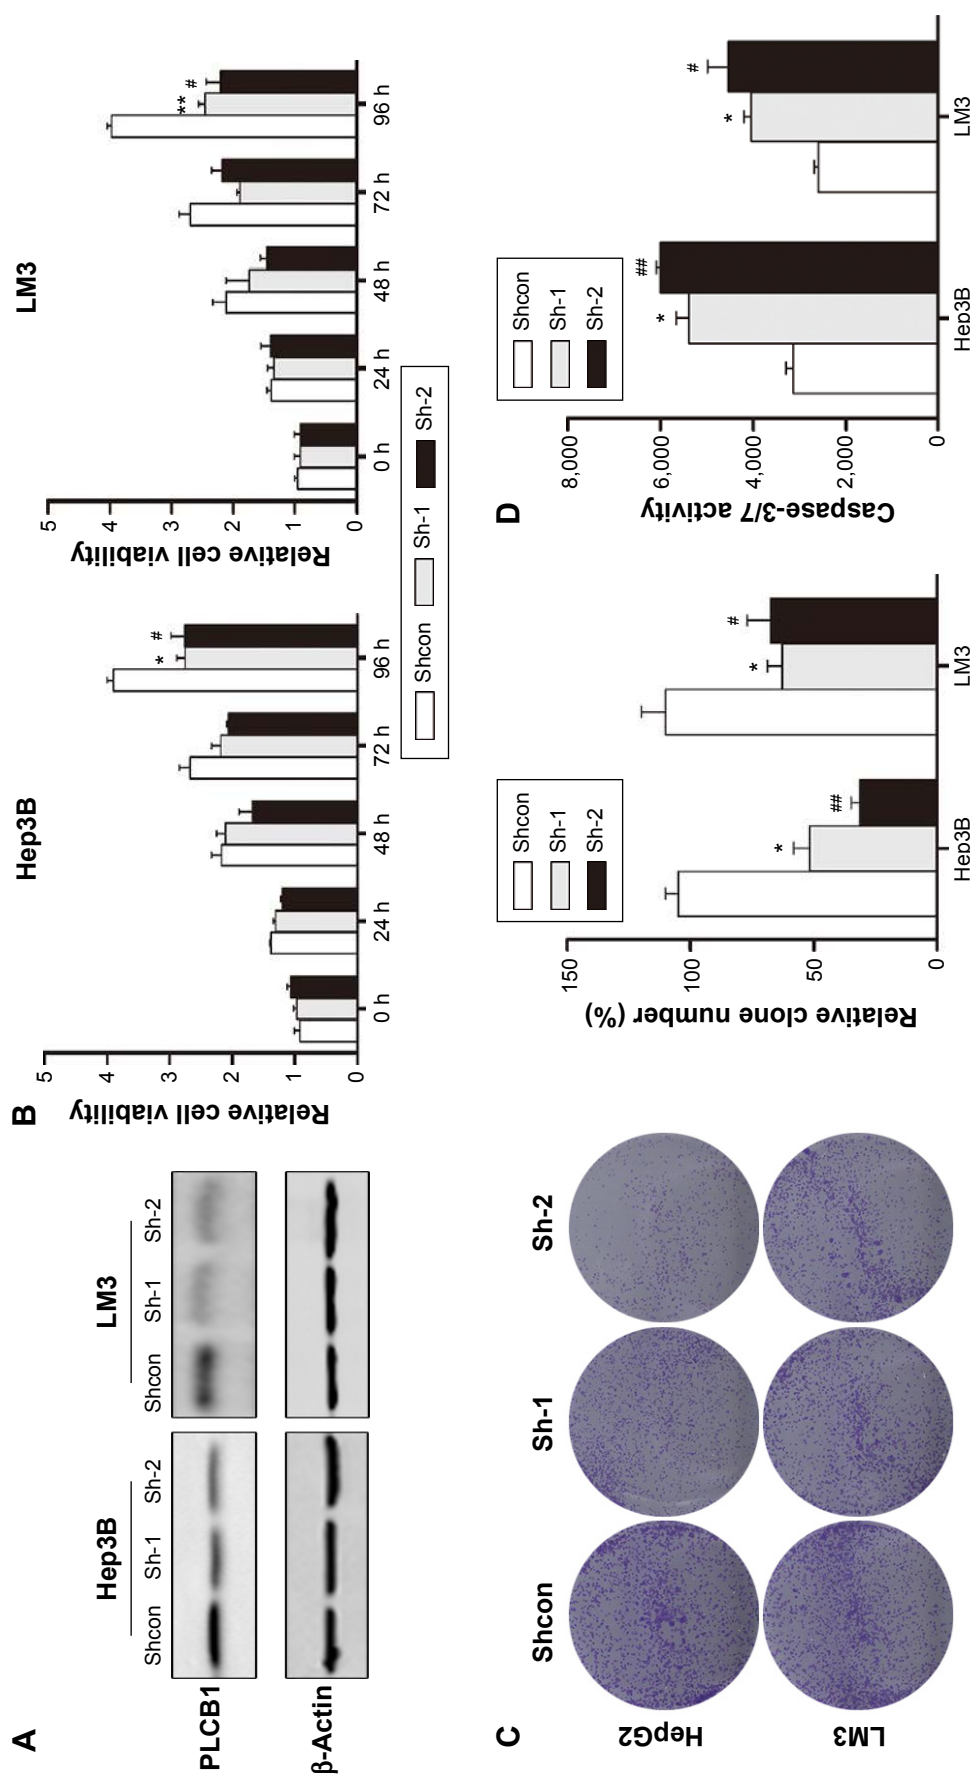 A
Hep3B
LM3
Shcon Sh-1 Sh-2 Shcon Sh-1 Sh-2
PLCB1
β-Actin
B
Hep3B
Relative cell viability
5
4
3
2
1
0
0 h 24 h 48 h 72 h 96 h
* #
LM3
Relative cell viability
5
4
3
2
1
0
0 h 24 h 48 h 72 h 96 h
** #
Shcon Sh-1 Sh-2
C
Shcon Sh-1 Sh-2
HepG2
LM3
Shcon
Sh-1
Sh-2
Relative clone number (%)
150
100
50
0
* ## * #
Hep3B LM3
D
Shcon
Sh-1
Sh-2
Caspase-3/7 activity
8,000
6,000
4,000
2,000
0
* ## * #
Hep3B LM3